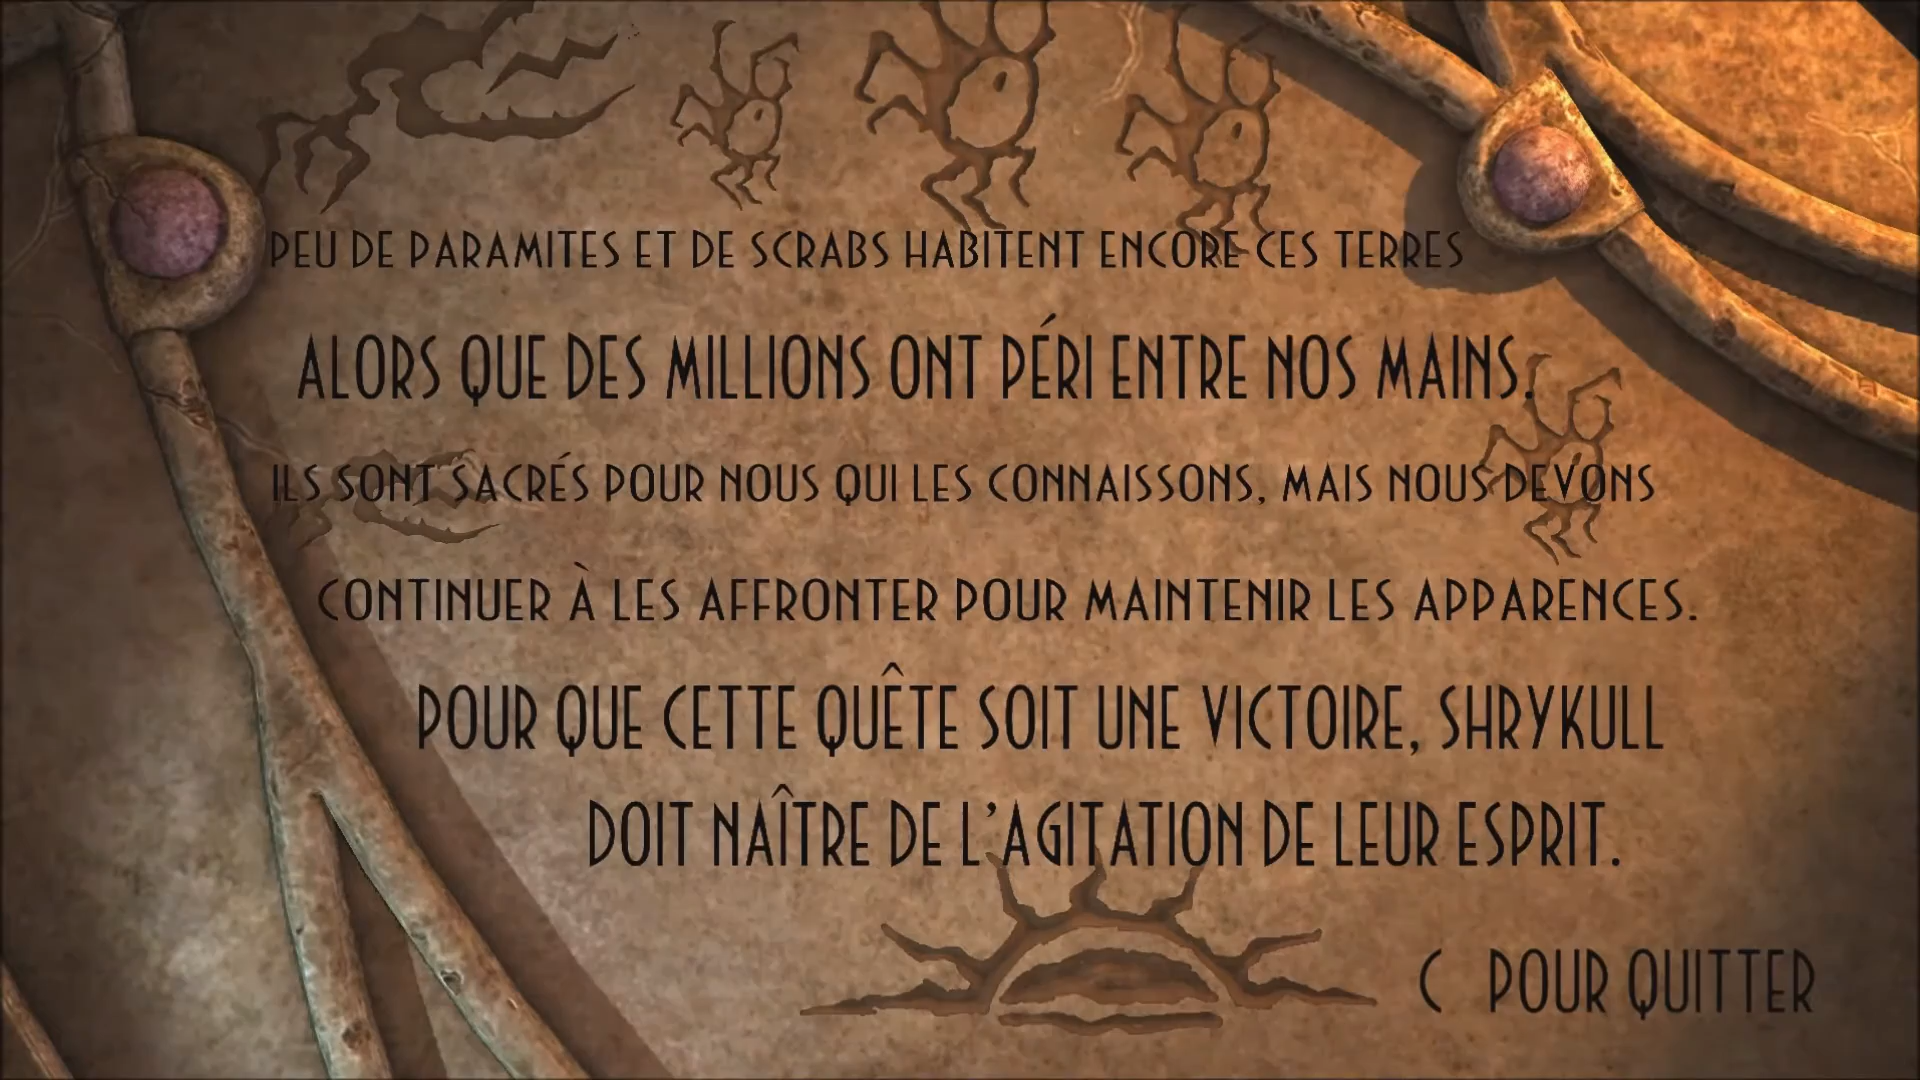 PEU DE PARAMITES ET DE SCRABS HABITENT ENCORE CES TERRES
ALORS QUE DES MILLIONS ONT PÉRI ENTRE NOS MAINS.
ILS SONT SACRÉS POUR NOUS QUI LES CONNAISSONS, MAIS NOUS DEVONS
CONTINUER À LES AFFRONTER POUR MAINTENIR LES APPARENCES.
POUR QUE CETTE QUÊTE SOIT UNE VICTOIRE, SHRYKULL
DOIT NAÎTRE DE L'AGITATION DE LEUR ESPRIT.
C POUR QUITTER